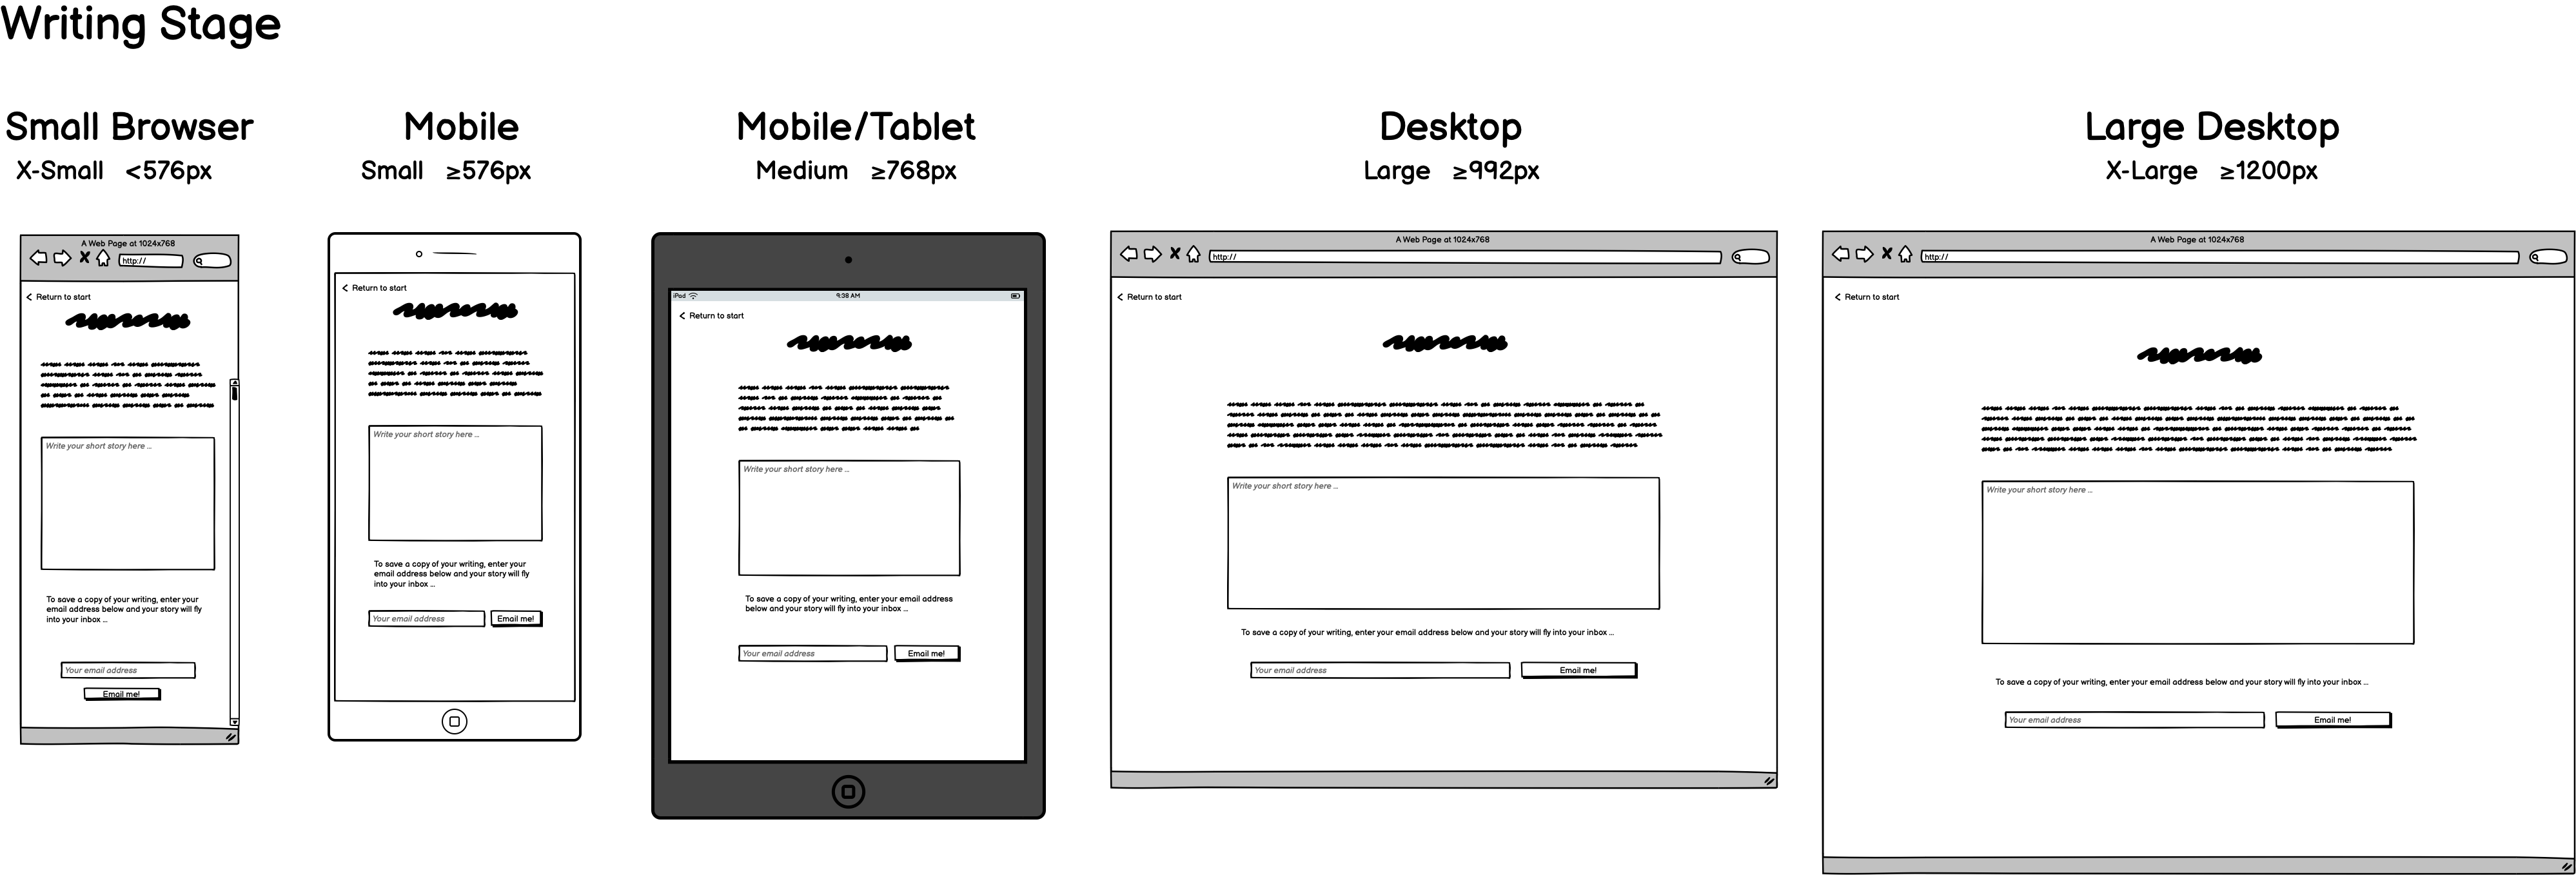 Writing Stage
Small Browser
X-Small <576px
A Web Page at 1024x768
http://
Return to start
Write your short story here ...
To save a copy of your writing, enter your
email address below and your story will fly
into your inbox ...
Your email address
Email me!
Mobile
Small ≥576px
Return to start
Write your short story here ...
To save a copy of your writing, enter your
email address below and your story will fly
into your inbox ...
Your email address
Email me!
Mobile/Tablet
Medium ≥768px
iPod
9:38 AM
Return to start
Write your short story here ...
To save a copy of your writing, enter your email address
below and your story will fly into your inbox ...
Your email address
Email me!
Desktop
Large ≥992px
A Web Page at 1024x768
http://
Return to start
Write your short story here ...
To save a copy of your writing, enter your email address below and your story will fly into your inbox ...
Your email address
Email me!
Large Desktop
X-Large ≥1200px
A Web Page at 1024x768
http://
Return to start
Write your short story here ...
To save a copy of your writing, enter your email address below and your story will fly into your inbox ...
Your email address
Email me!